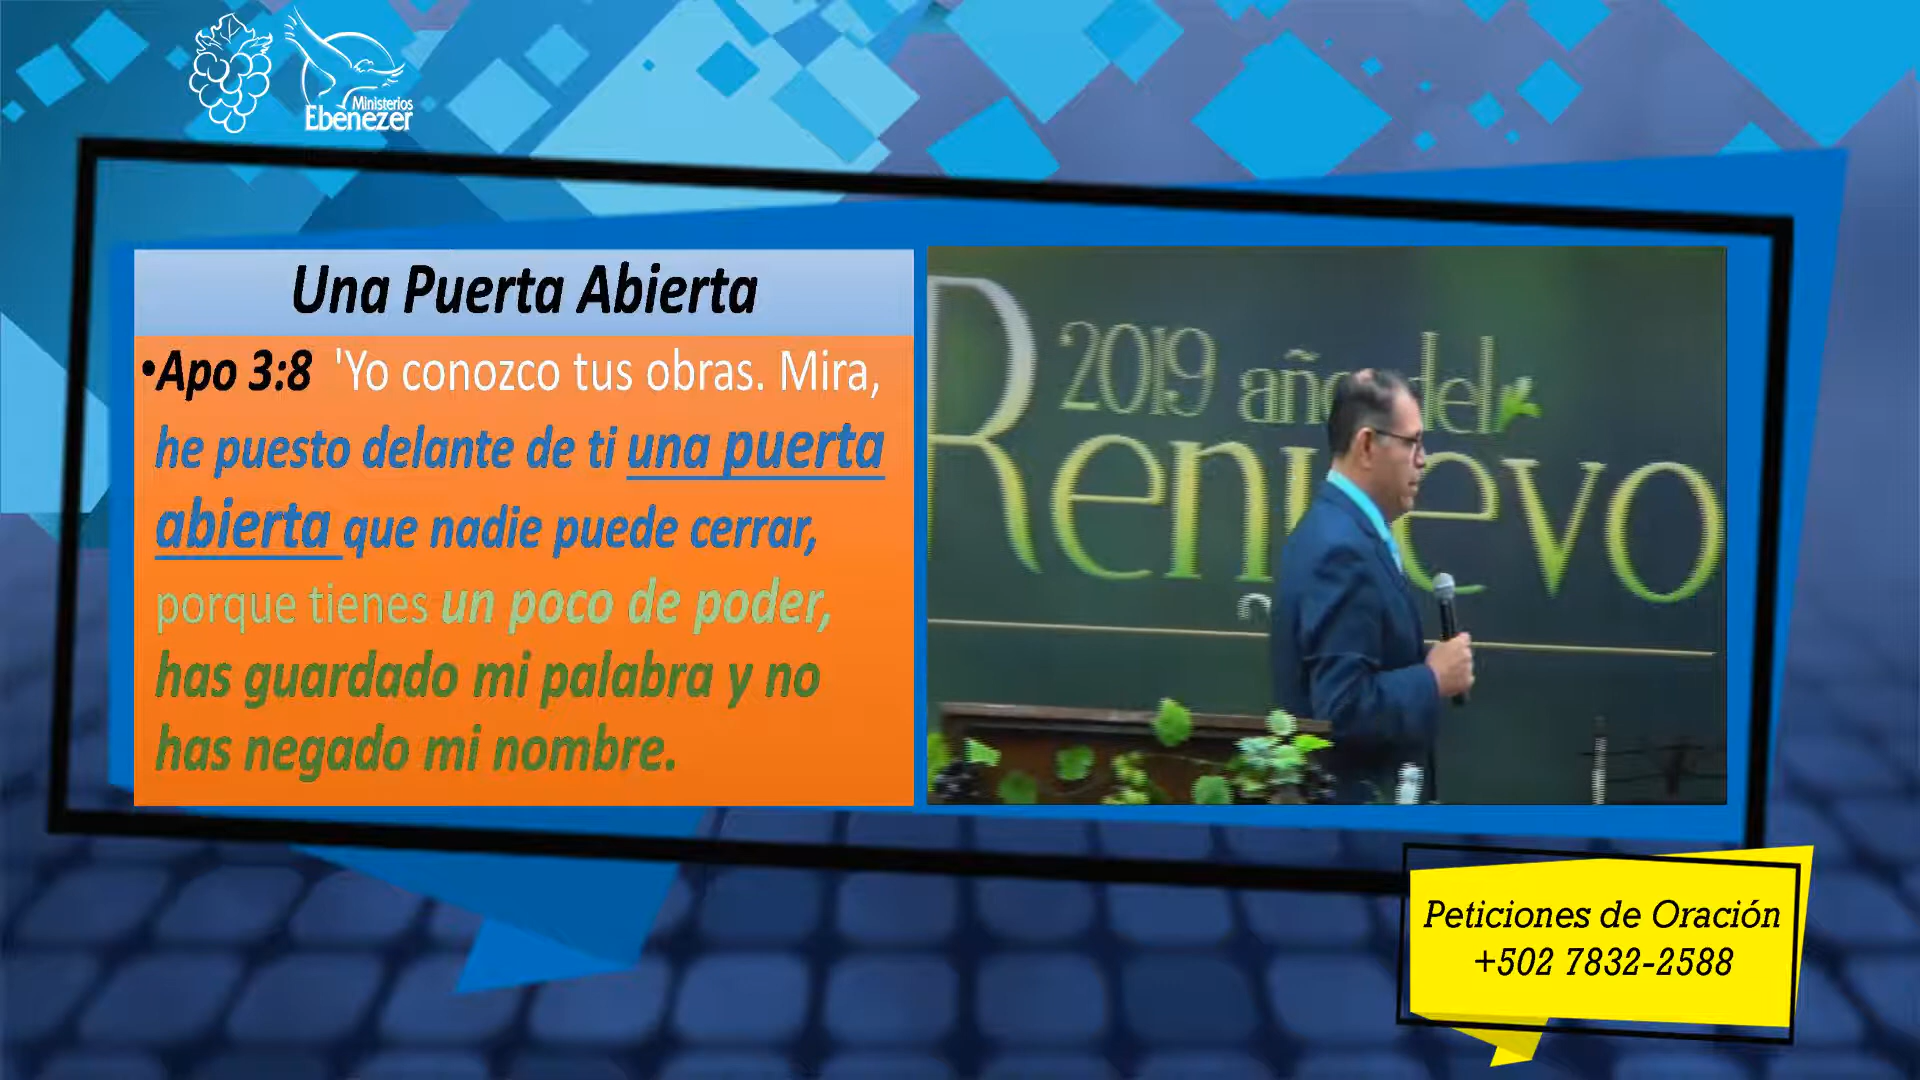 Ministerios
Ebenezer
Una Puerta Abierta
•Apo 3:8 'Yo conozco tus obras. Mira,
he puesto delante de ti una puerta
abierta que nadie puede cerrar,
porque tienes un poco de poder,
has guardado mi palabra y no
has negado mi nombre.
2019 año del
Renuevo
Peticiones de Oración
+502 7832-2588